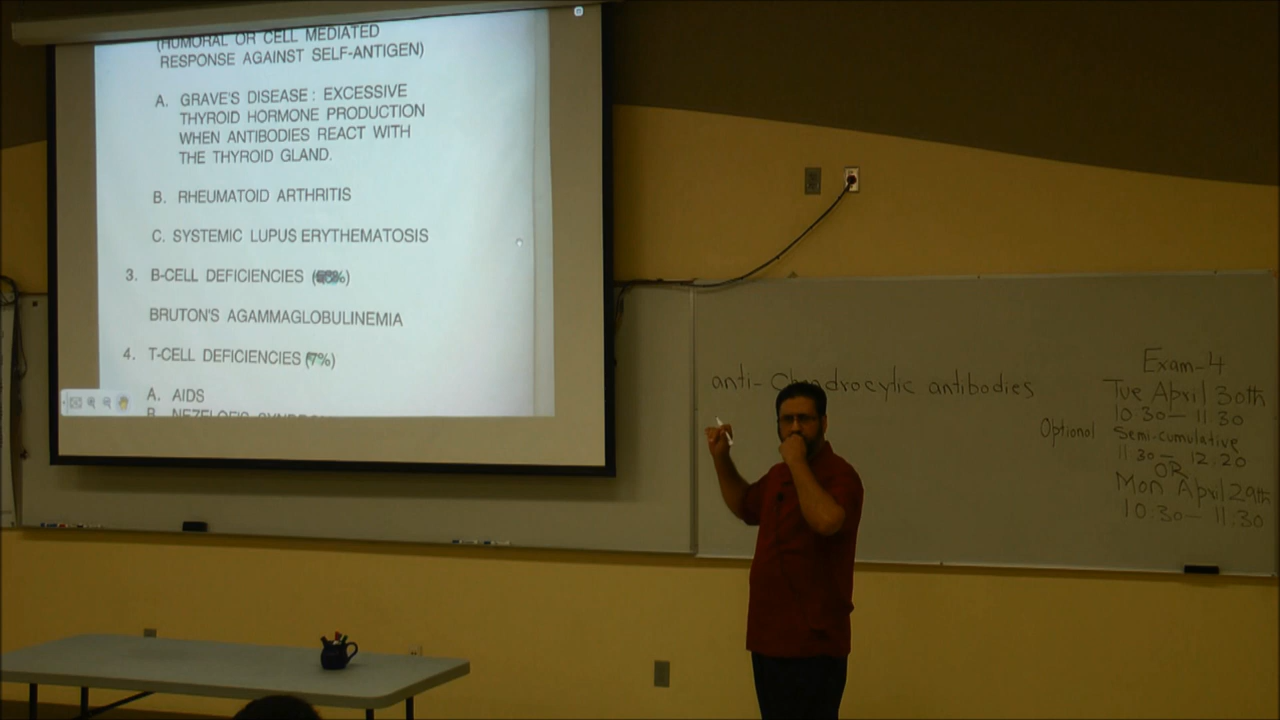 (HUMORAL OR CELL MEDIATED
RESPONSE AGAINST SELF-ANTIGEN)
A. GRAVE'S DISEASE : EXCESSIVE
THYROID HORMONE PRODUCTION
WHEN ANTIBODIES REACT WITH
THE THYROID GLAND.
B. RHEUMATOID ARTHRITIS
C. SYSTEMIC LUPUS ERYTHEMATOSIS
3. B-CELL DEFICIENCIES
BRUTON'S AGAMMAGLOBULINEMIA
4. T-CELL DEFICIENCIES (7%)
A. AIDS
anti- antibodies
Exam-4
Tue April 30th
10:30 — 11 30
Optional Semi-cumulative
11 30 — 12:20
OR
Mon April 29th
10:30 — 11:30